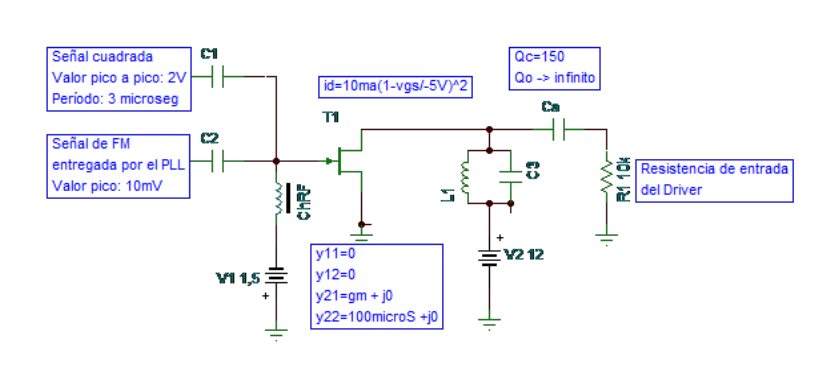 Señal cuadrada
Valor pico a pico: 2V
Período: 3 microseg
C1
Señal de FM
entregada por el PLL
Valor pico: 10mV
C2
id=10ma(1-vgs/-5V)^2
T1
Qc=150
Qo -> infinito
Ca
ChRF
L1
C3
R1 10k
Resistencia de entrada
del Driver
V1 1,5
+
y11=0
y12=0
y21=gm + j0
y22=100microS +j0
+
V2 12